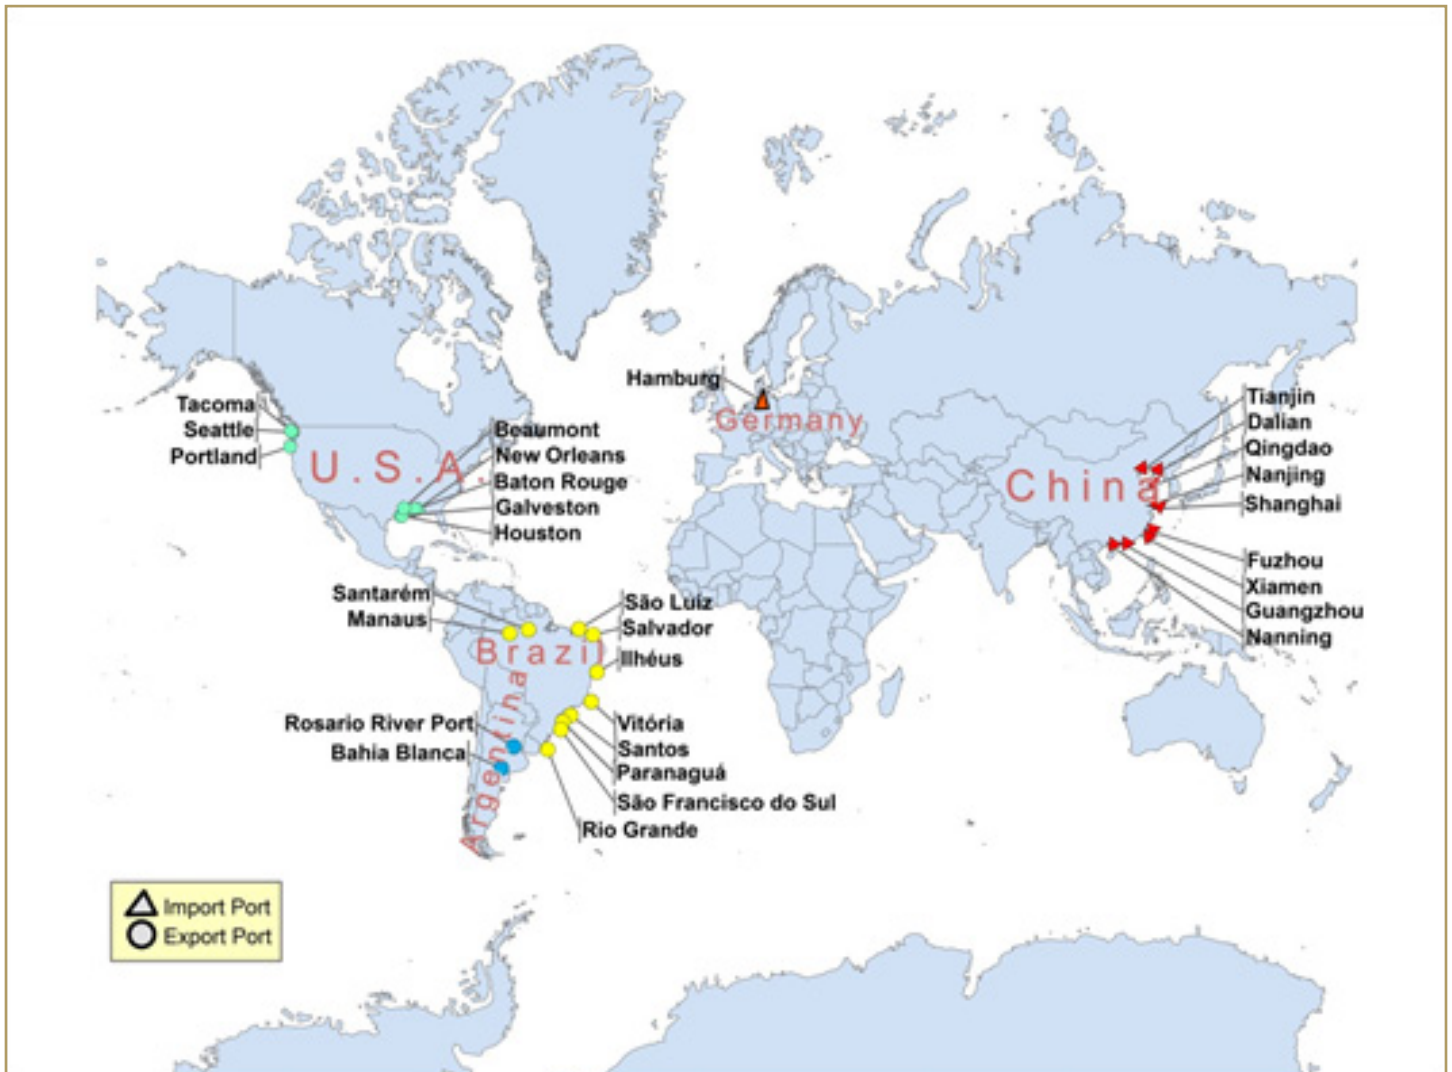 Hamburg
Germany
Tacoma
Seattle
Portland
U.S.A.
Beaumont
New Orleans
Baton Rouge
Galveston
Houston
Tianjin
Dalian
Qingdao
Nanjing
Shanghai
China
Fuzhou
Xiamen
Guangzhou
Nanning
Santarém
Manaus
São Luiz
Salvador
Brazil
Ilhéus
Argentina
Rosario River Port
Bahia Blanca
Vitória
Santos
Paranaguá
São Francisco do Sul
Rio Grande
Import Port
Export Port